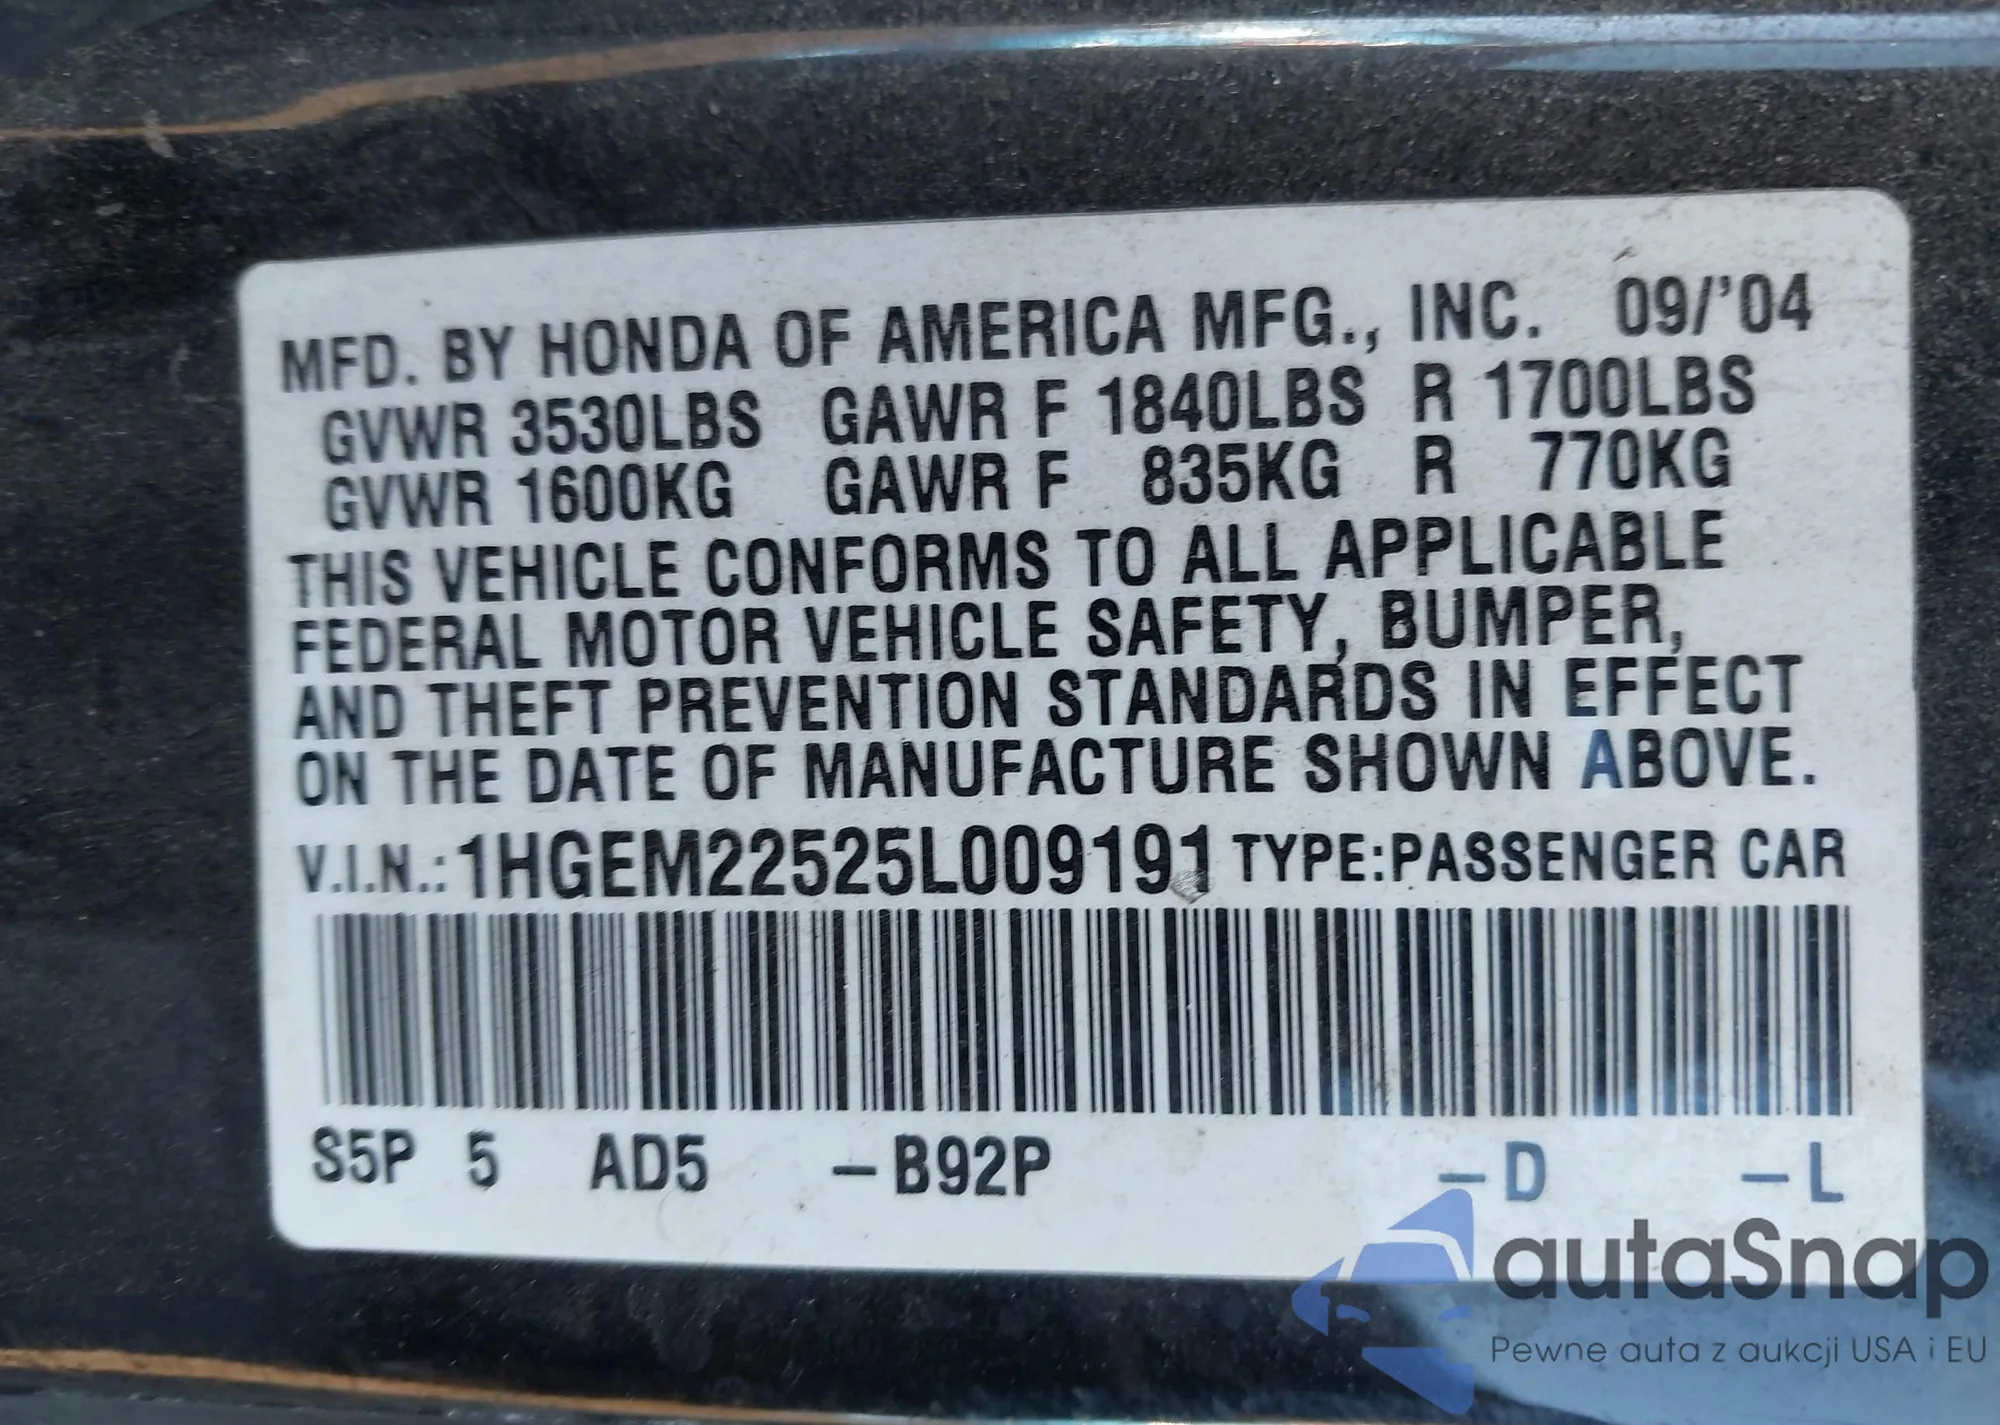 MFD. BY HONDA OF AMERICA MFG., INC. 09/'04
GVWR 3530LBS GAWR F 1840LBS R 1700LBS
GVWR 1600KG GAWR F 835KG R 770KG
THIS VEHICLE CONFORMS TO ALL APPLICABLE
FEDERAL MOTOR VEHICLE SAFETY, BUMPER,
AND THEFT PREVENTION STANDARDS IN EFFECT
ON THE DATE OF MANUFACTURE SHOWN ABOVE.
V.I.N.: 1HGEM22525L009191 TYPE:PASSENGER CAR
S5P 5 AD5 –B92P –D –L
autaSnap
Pewne auta z aukcji USA i EU